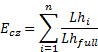 E_{cz} = \sum_{i=1}^{n} \frac{Lh_i}{Lh_{full}}